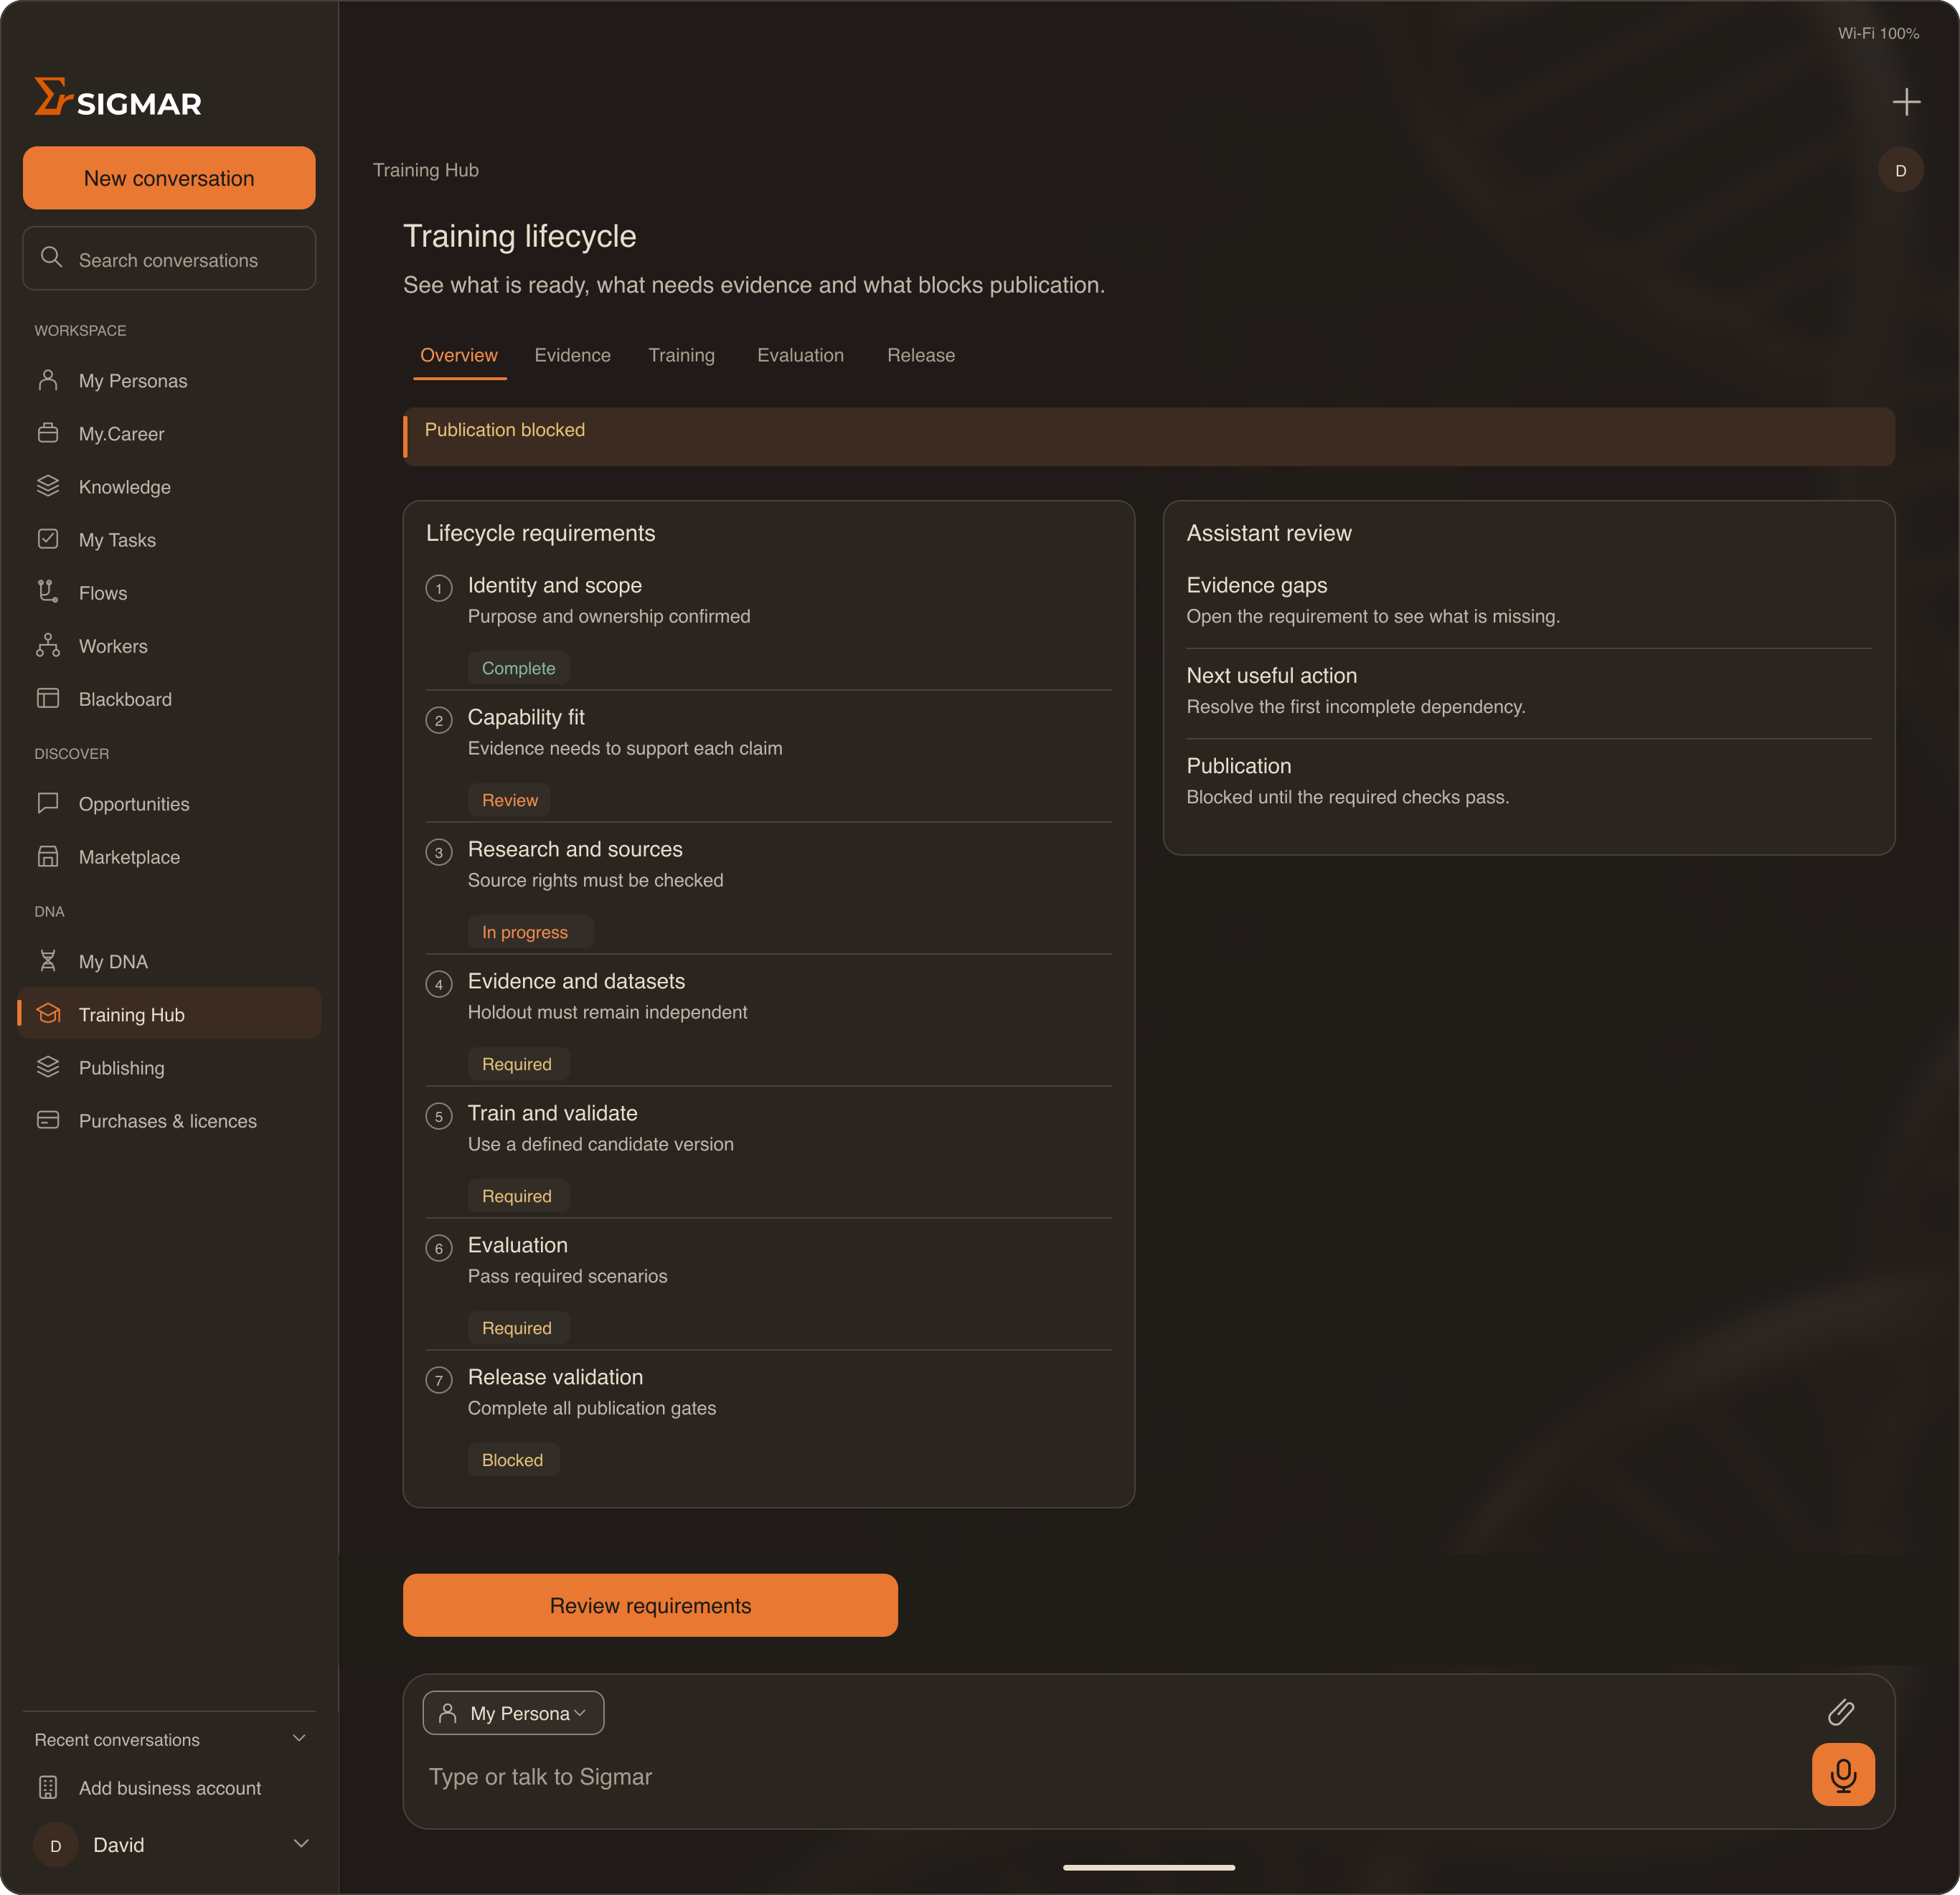 Wi-Fi 100%
Σr SIGMAR
New conversation
Search conversations
WORKSPACE
My Personas
My.Career
Knowledge
My Tasks
Flows
Workers
Blackboard
DISCOVER
Opportunities
Marketplace
DNA
My DNA
Training Hub
Publishing
Purchases & licences
Recent conversations
Add business account
D David
Training Hub
D
Training lifecycle
See what is ready, what needs evidence and what blocks publication.
Overview Evidence Training Evaluation Release
Publication blocked
Lifecycle requirements
1 Identity and scope
Purpose and ownership confirmed
Complete
2 Capability fit
Evidence needs to support each claim
Review
3 Research and sources
Source rights must be checked
In progress
4 Evidence and datasets
Holdout must remain independent
Required
5 Train and validate
Use a defined candidate version
Required
6 Evaluation
Pass required scenarios
Required
7 Release validation
Complete all publication gates
Blocked
Assistant review
Evidence gaps
Open the requirement to see what is missing.
Next useful action
Resolve the first incomplete dependency.
Publication
Blocked until the required checks pass.
Review requirements
My Persona
Type or talk to Sigmar